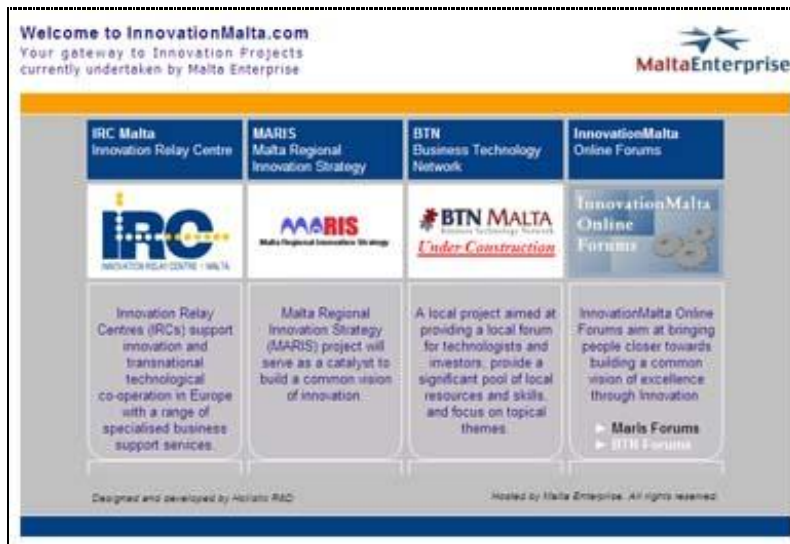 Welcome to InnovationMalta.com
Your gateway to Innovation Projects
currently undertaken by Malta Enterprise
MaltaEnterprise
IRC Malta
Innovation Relay Centre
MARIS
Malta Regional
Innovation Strategy
BTN
Business Technology
Network
InnovationMalta
Online Forums
IRC
INNOVATION RELAY CENTRE - MALTA
MARIS
Malta Regional Innovation Strategy
BTN MALTA
Business Technology Network
Under Construction
InnovationMalta
Online
Forums
Innovation Relay
Centres (IRCs) support
innovation and
transnational
technological
co-operation in Europe
with a range of
specialised business
support services.
Malta Regional
Innovation Strategy
(MARIS) project will
serve as a catalyst to
build a common vision
of innovation
A local project aimed at
providing a local forum
for technologists and
investors, provide a
significant pool of local
resources and skills,
and focus on topical
themes.
InnovationMalta Online
Forums aim at bringing
people closer towards
building a common
vision of excellence
through Innovation
Maris Forums
BTN Forums
Designed and developed by R&D
Hosted by Malta Enterprise. All rights reserved.